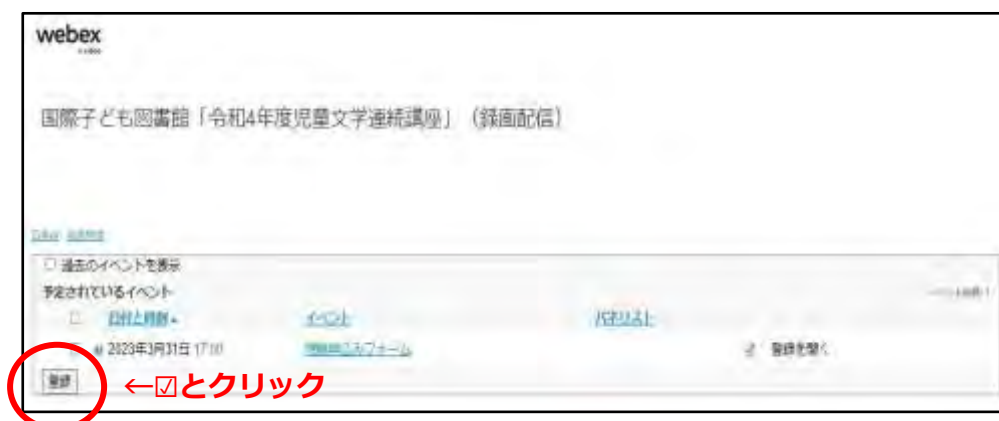 webex
国際子ども図書館「令和4年度児童文学連続講座」（録画配信）
過去のイベントを表示
予定されているイベント
日付と時刻 イベント パネリスト
2023年3月31日 17:00 登録を開く
登録
←☑とクリック